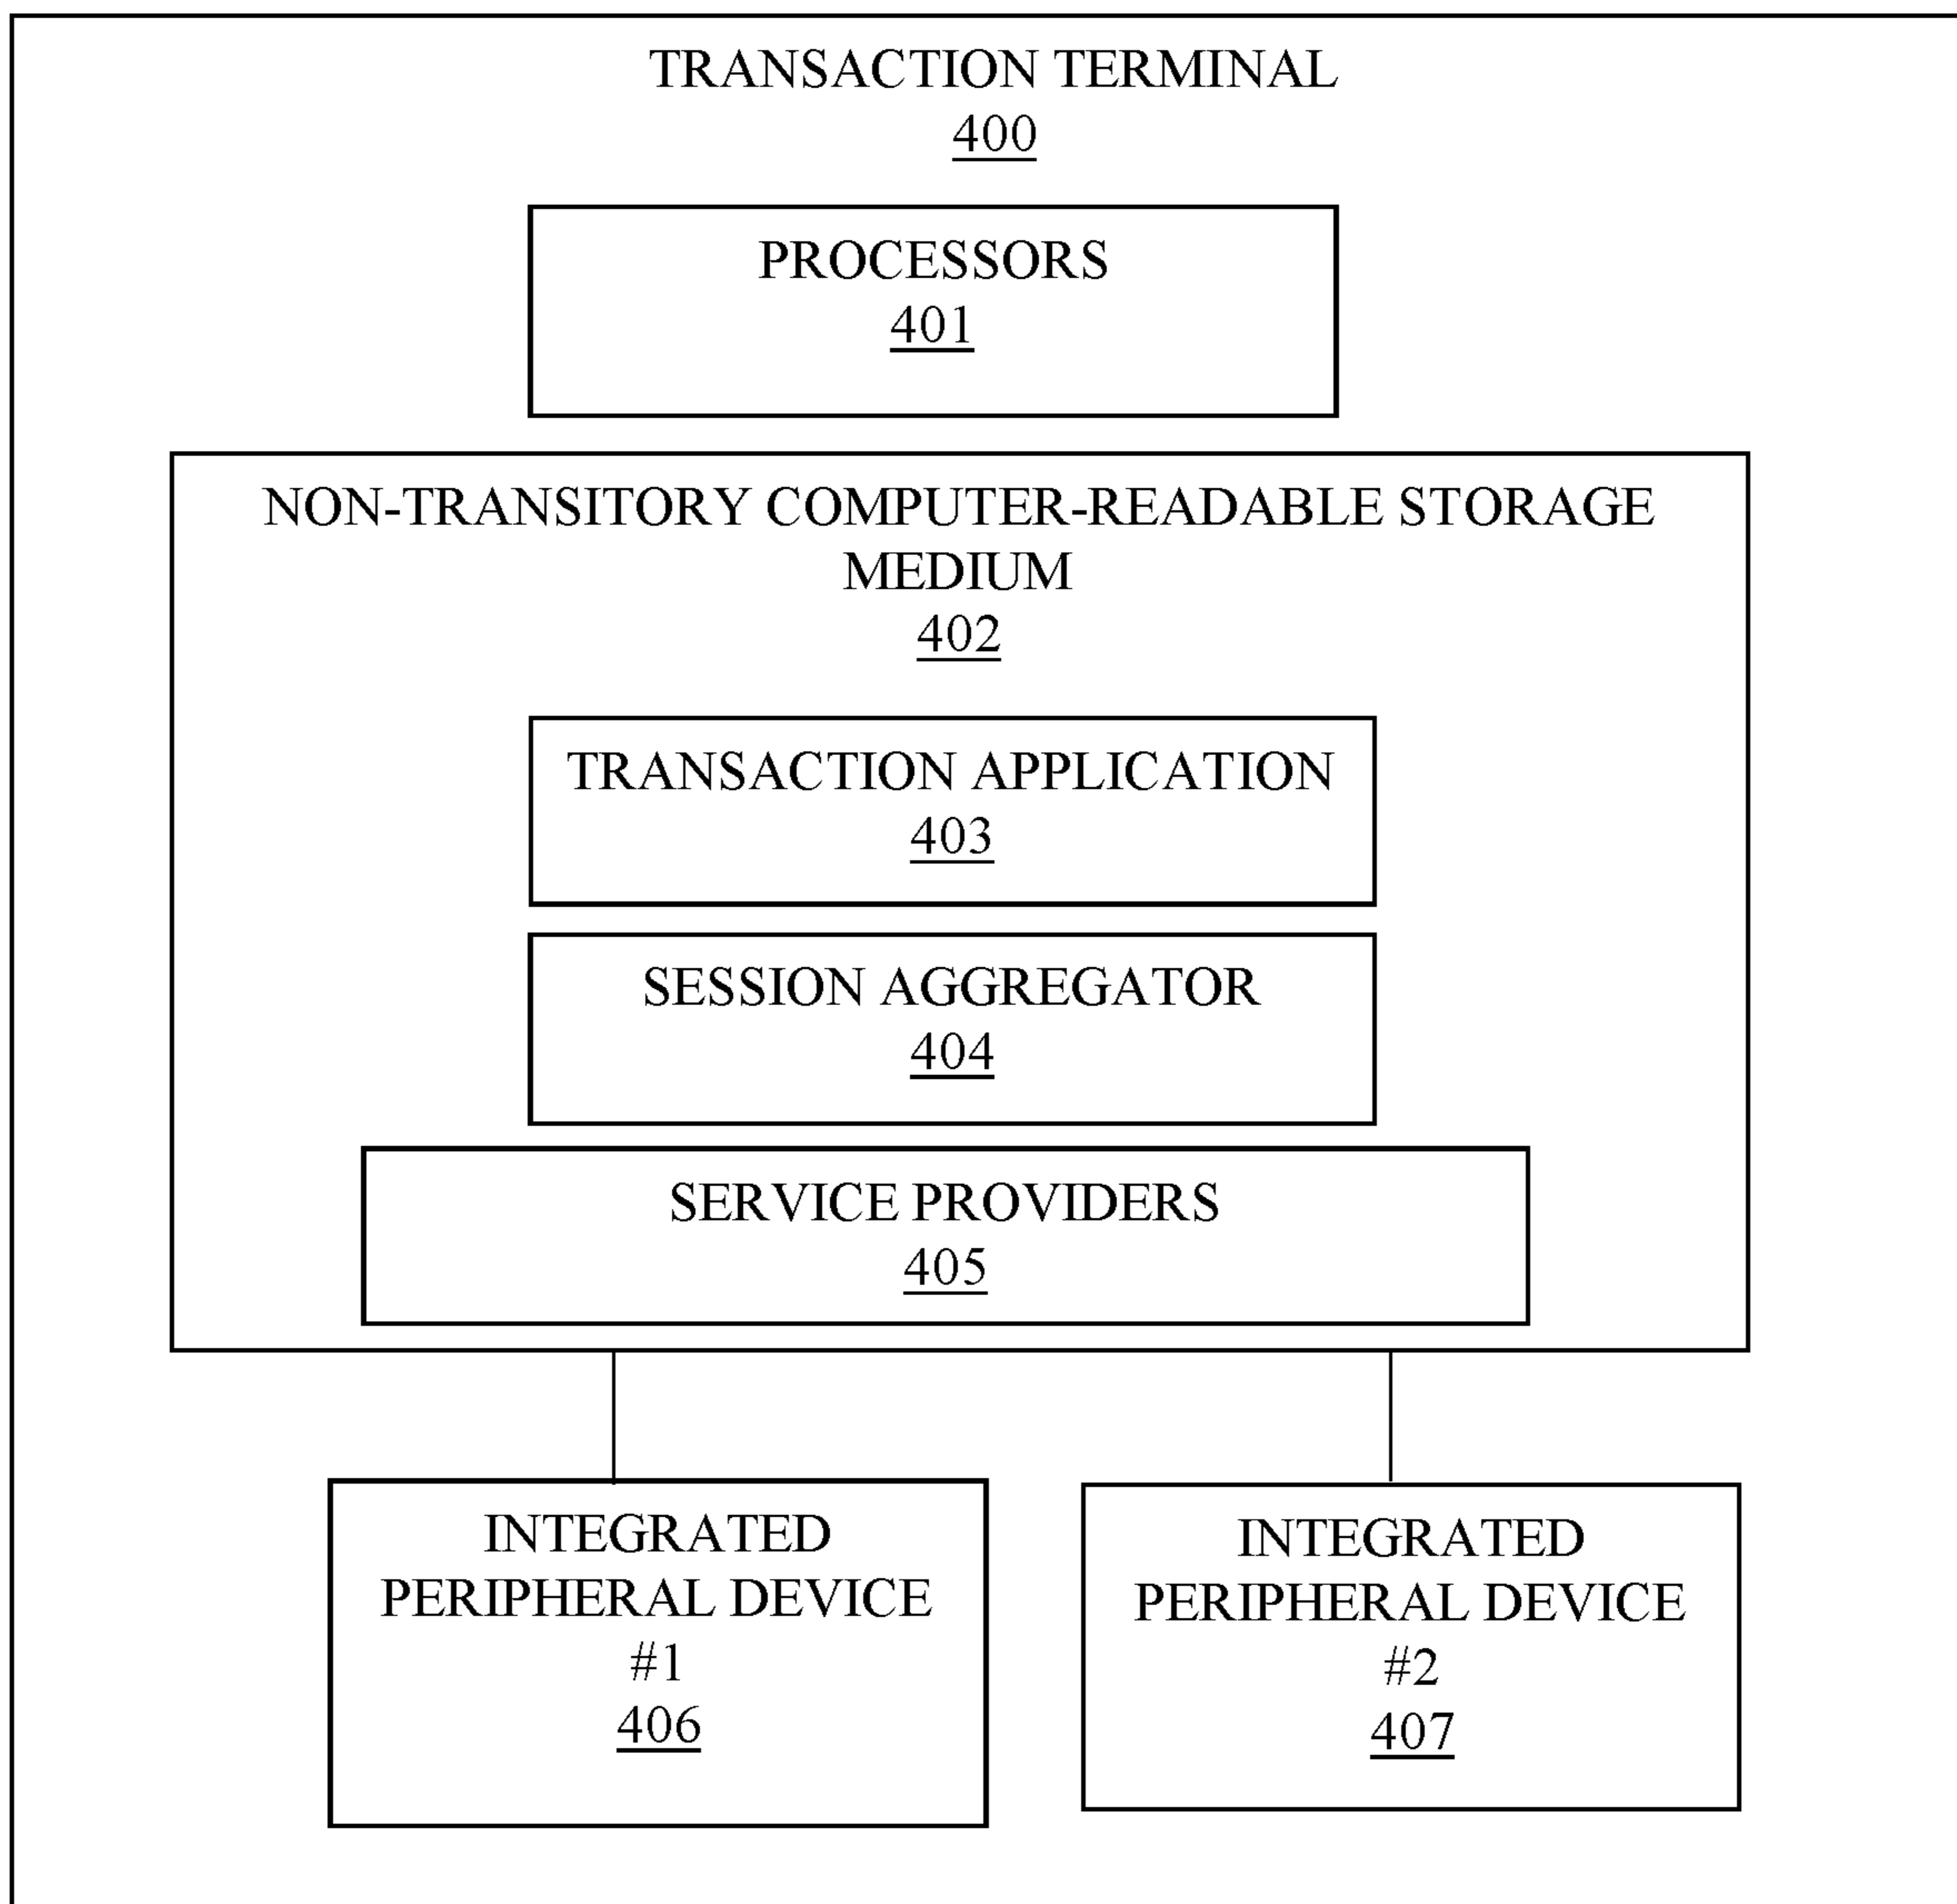 TRANSACTION TERMINAL
400
PROCESSORS
401
NON-TRANSITORY COMPUTER-READABLE STORAGE
MEDIUM
402
TRANSACTION APPLICATION
403
SESSION AGGREGATOR
404
SERVICE PROVIDERS
405
INTEGRATED
PERIPHERAL DEVICE
#1
406
INTEGRATED
PERIPHERAL DEVICE
#2
407